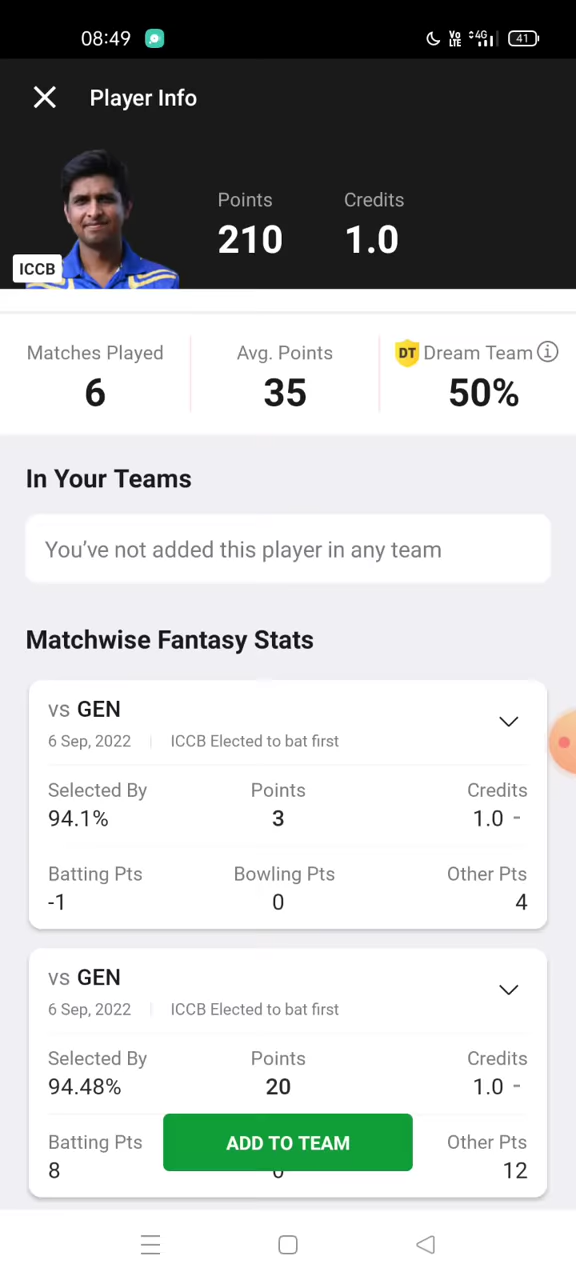 08:49 Vo LTE 4G 41
Player Info
Points Credits
210 1.0
ICCB
Matches Played Avg. Points DT Dream Team
6 35 50%
In Your Teams
You've not added this player in any team
Matchwise Fantasy Stats
vs GEN
6 Sep, 2022 ICCB Elected to bat first
Selected By Points Credits
94.1% 3 1.0 -
Batting Pts Bowling Pts Other Pts
-1 0 4
vs GEN
6 Sep, 2022 ICCB Elected to bat first
Selected By Points Credits
94.48% 20 1.0 -
Batting Pts ADD TO TEAM Other Pts
8 0 12